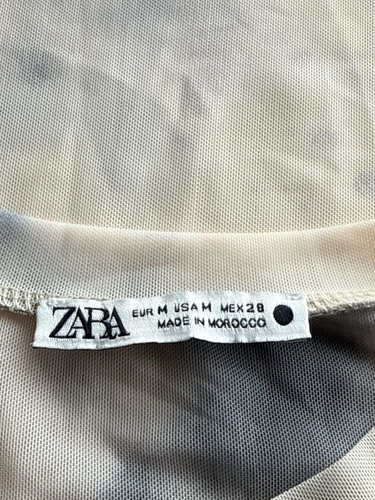 ZARA
EUR M USA M MEX 28
MADE IN MOROCCO